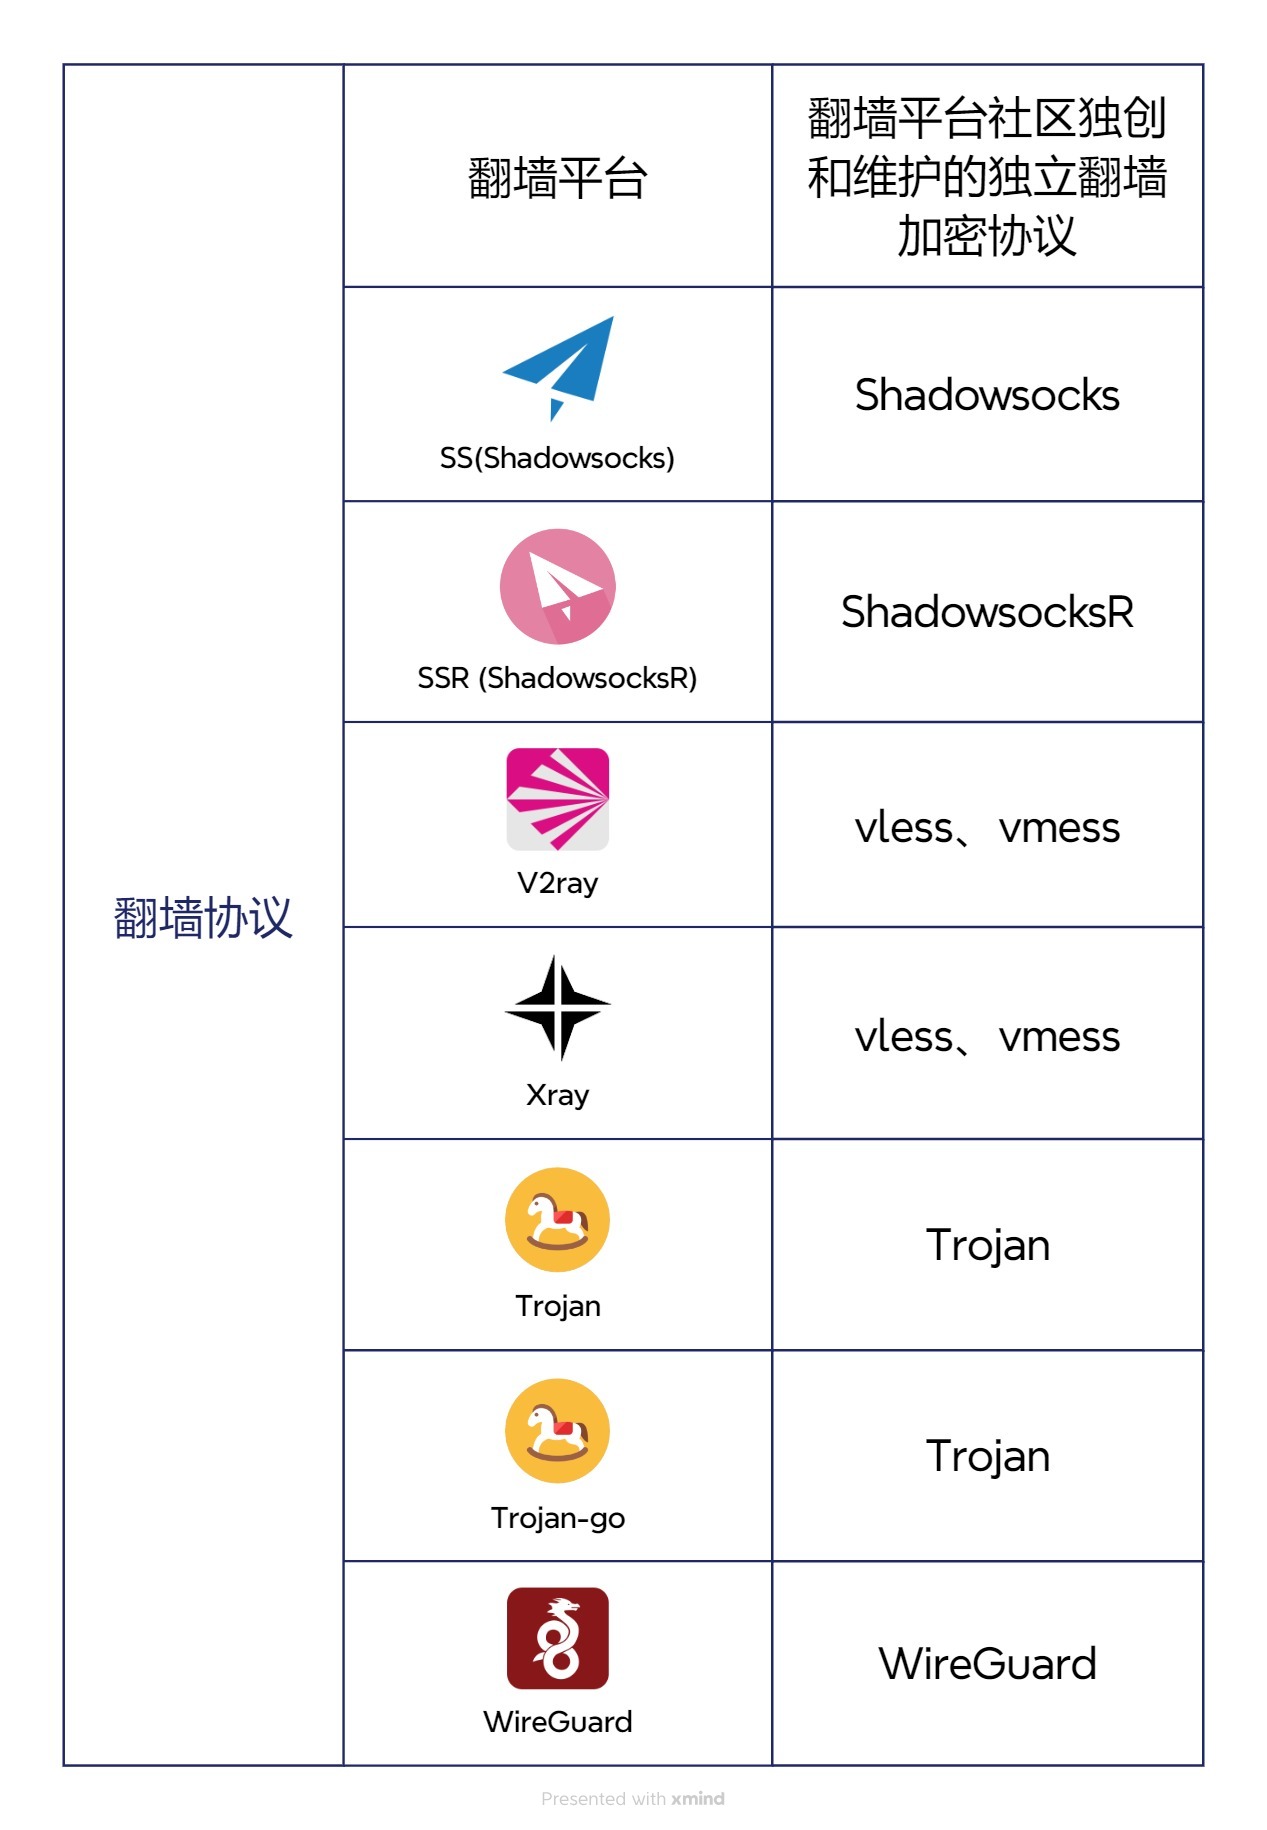 翻墙协议
翻墙平台
翻墙平台社区独创
和维护的独立翻墙
加密协议
SS(Shadowsocks)
Shadowsocks
SSR (ShadowsocksR)
ShadowsocksR
V2ray
vless、vmess
Xray
vless、vmess
Trojan
Trojan
Trojan-go
Trojan
WireGuard
WireGuard
Presented with xmind